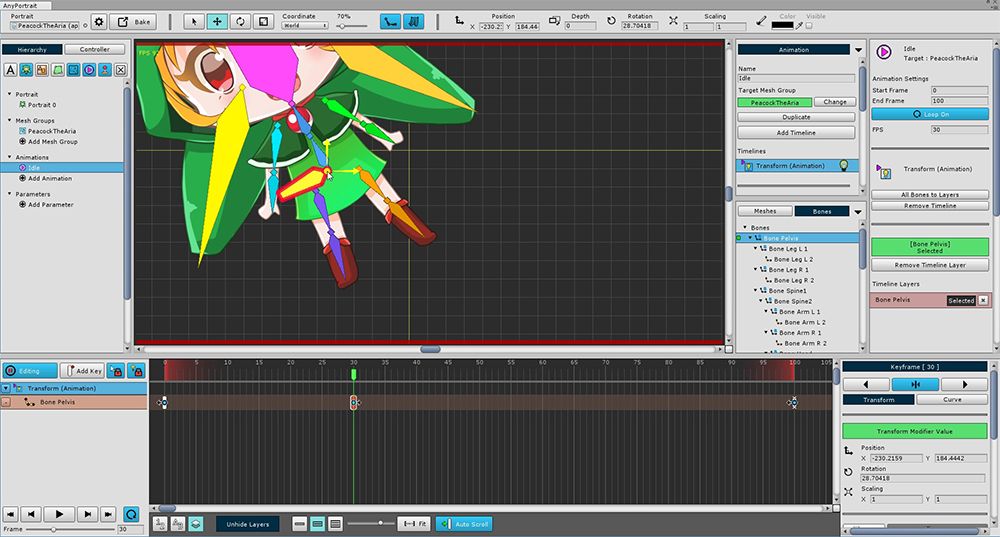 AnyPortrait
Portrait
PeacockTheAria (ap
Bake
Coordinate
World
70%
Position
-230.2
184.44
Depth
0
Rotation
28.70418
Scaling
1
1
Color
Visible
Hierarchy
Controller
Portrait
Portrait 0
Mesh Groups
PeacockTheAria
Add Mesh Group
Animations
Idle
Add Animation
Parameters
Add Parameter
FPS
Animation
Name
Idle
Target Mesh Group
PeacockTheAria
Change
Duplicate
Add Timeline
Timelines
Transform (Animation)
Meshes
Bones
Bones
Bone Pelvis
Bone Leg L 1
Bone Leg L 2
Bone Leg R 1
Bone Leg R 2
Bone Spine1
Bone Spine2
Bone Arm L 1
Bone Arm L 2
Bone Arm R 1
Bone Arm R 2
Idle
Target : PeacockTheAria
Animation Settings
Start Frame 0
End Frame 100
Loop On
FPS 30
Transform (Animation)
All Bones to Layers
Remove Timeline
[Bone Pelvis]
Selected
Remove Timeline Layer
Timeline Layers
Bone Pelvis Selected
Editing
Add Key
Transform (Animation)
Bone Pelvis
Frame 30
0 5 10 15 20 25 30 35 40 45 50 55 60 65 70 75 80 85 90 95 100 105
Unhide Layers
fit
Auto Scroll
Keyframe [ 30 ]
Transform
Curve
Transform Modifier Value
Position
X -230.2159 Y 184.4442
Rotation
28.70418
Scaling
X 1 Y 1